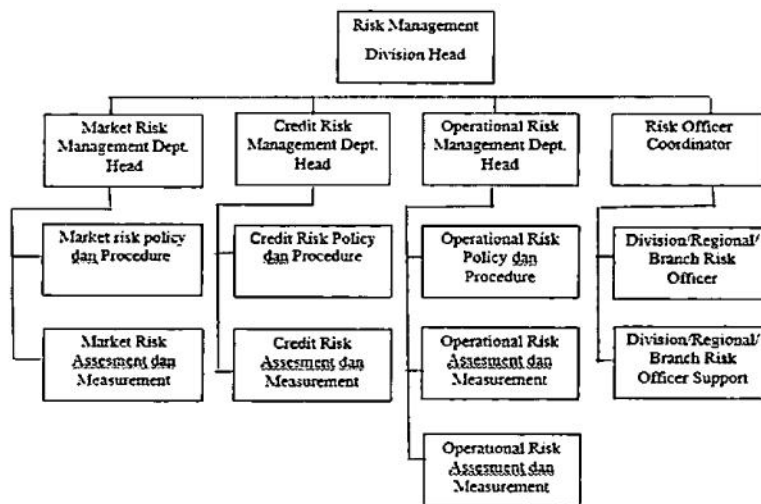 Risk Management
Division Head
Market Risk
Management Dept.
Head
Credit Risk
Management Dept.
Head
Operational Risk
Management Dept.
Head
Risk Officer
Coordinator
Market risk policy
dan Procedure
Credit Risk Policy
dan Procedure
Operational Risk
Policy dan
Procedure
Division/Regional/
Branch Risk
Officer
Market Risk
Assesment dan
Measurement
Credit Risk
Assesment dan
Measurement
Operational Risk
Assesment dan
Measurement
Division/Regional/
Branch Risk
Officer Support
Operational Risk
Assesment dan
Measurement